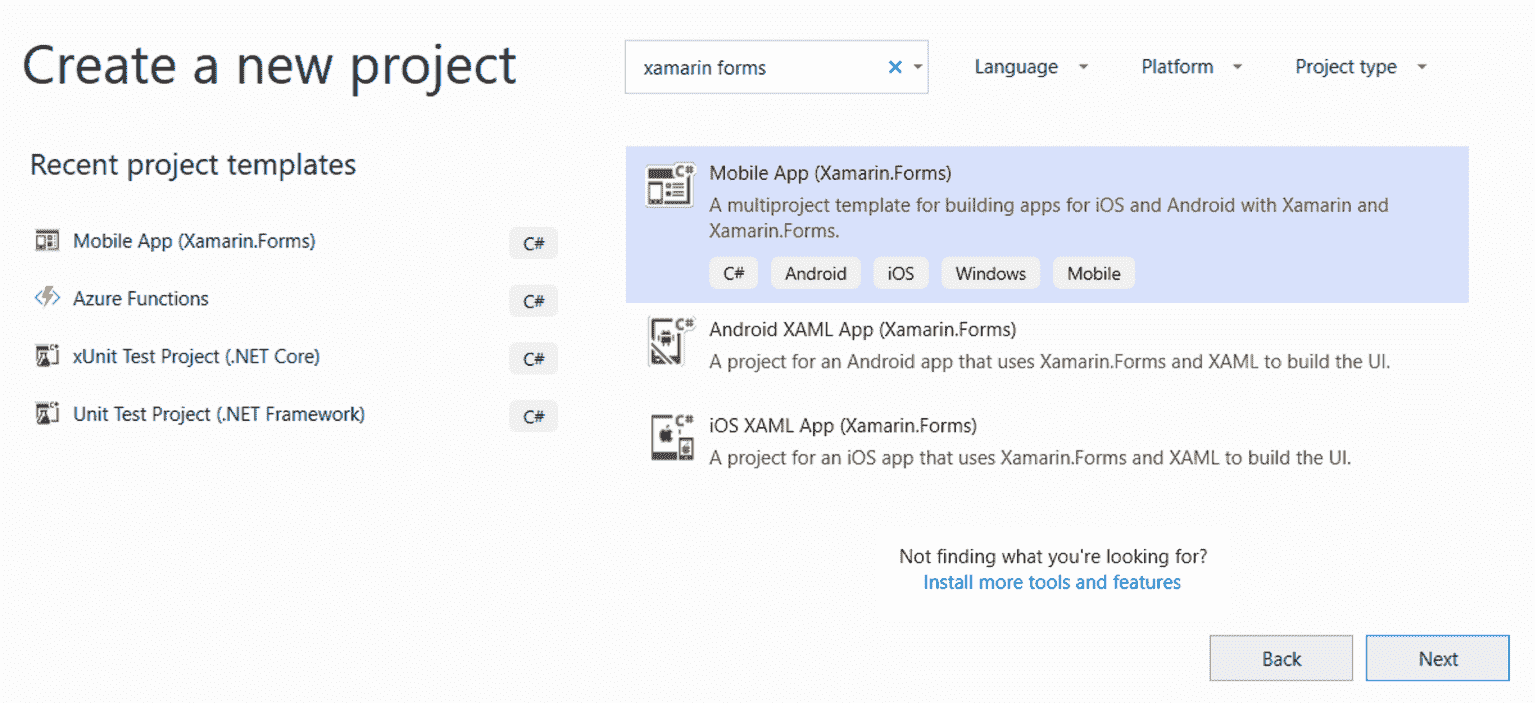 Create a new project
xamarin forms
Language
Platform
Project type
Recent project templates
Mobile App (Xamarin.Forms)
C#
Azure Functions
C#
xUnit Test Project (.NET Core)
C#
Unit Test Project (.NET Framework)
C#
C#
Mobile App (Xamarin.Forms)
A multiproject template for building apps for iOS and Android with Xamarin and
Xamarin.Forms.
C#
Android
iOS
Windows
Mobile
C#
Android XAML App (Xamarin.Forms)
A project for an Android app that uses Xamarin.Forms and XAML to build the UI.
C#
iOS XAML App (Xamarin.Forms)
A project for an iOS app that uses Xamarin.Forms and XAML to build the UI.
Not finding what you're looking for?
Install more tools and features
Back
Next